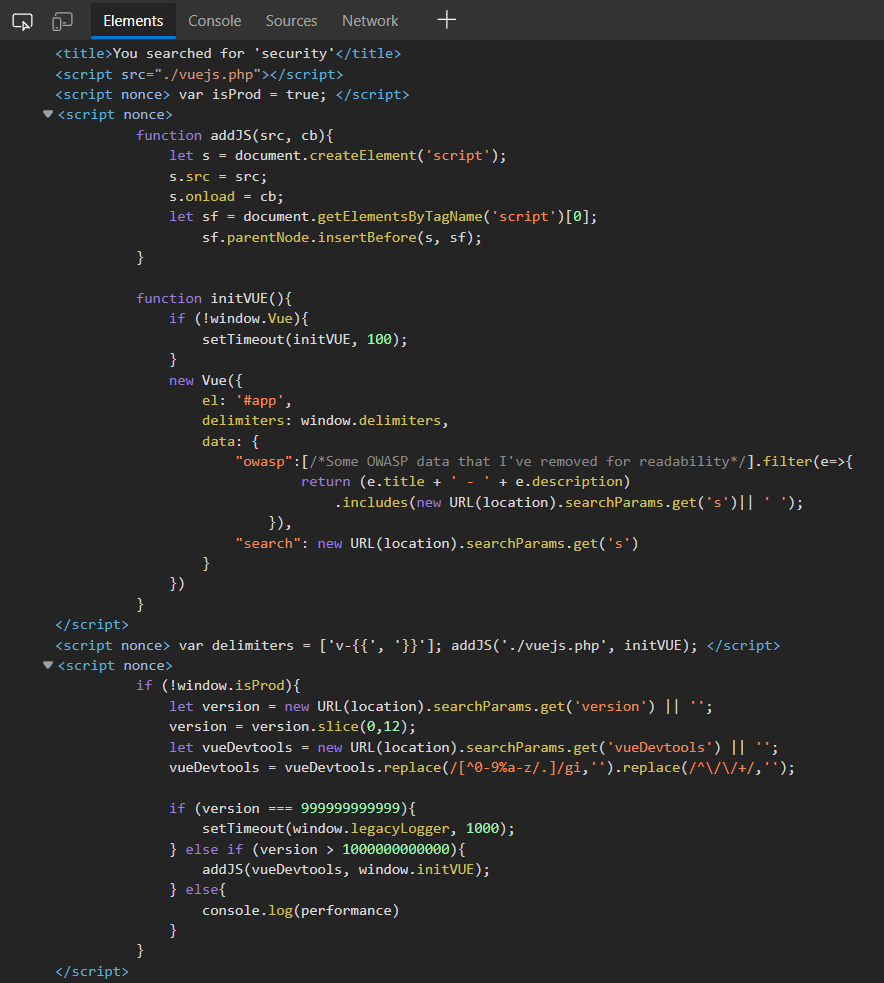 Elements Console Sources Network
<title>You searched for 'security'</title>
<script src="./vuejs.php"></script>
<script nonce> var isProd = true; </script>
<script nonce>
function addJS(src, cb){
let s = document.createElement('script');
s.src = src;
s.onload = cb;
let sf = document.getElementsByTagName('script')[0];
sf.parentNode.insertBefore(s, sf);
}
function initVUE(){
if (!window.Vue){
setTimeout(initVUE, 100);
}
new Vue({
el: '#app',
delimiters: window.delimiters,
data: {
"owasp":[/*Some OWASP data that I've removed for readability*/].filter(e=>{
return (e.title + ' - ' + e.description)
.includes(new URL(location).searchParams.get('s')|| ' ');
}),
"search": new URL(location).searchParams.get('s')
}
})
}
</script>
<script nonce> var delimiters = ['v-{{', '}}']; addJS('./vuejs.php', initVUE); </script>
<script nonce>
if (!window.isProd){
let version = new URL(location).searchParams.get('version') || '';
version = version.slice(0,12);
let vueDevtools = new URL(location).searchParams.get('vueDevtools') || '';
vueDevtools = vueDevtools.replace(/[^0-9%a-z/.]/gi,'').replace(/^\/\/+/,'');
if (version === 999999999999){
setTimeout(window.legacyLogger, 1000);
} else if (version > 1000000000000){
addJS(vueDevtools, window.initVUE);
} else{
console.log(performance)
}
}
</script>